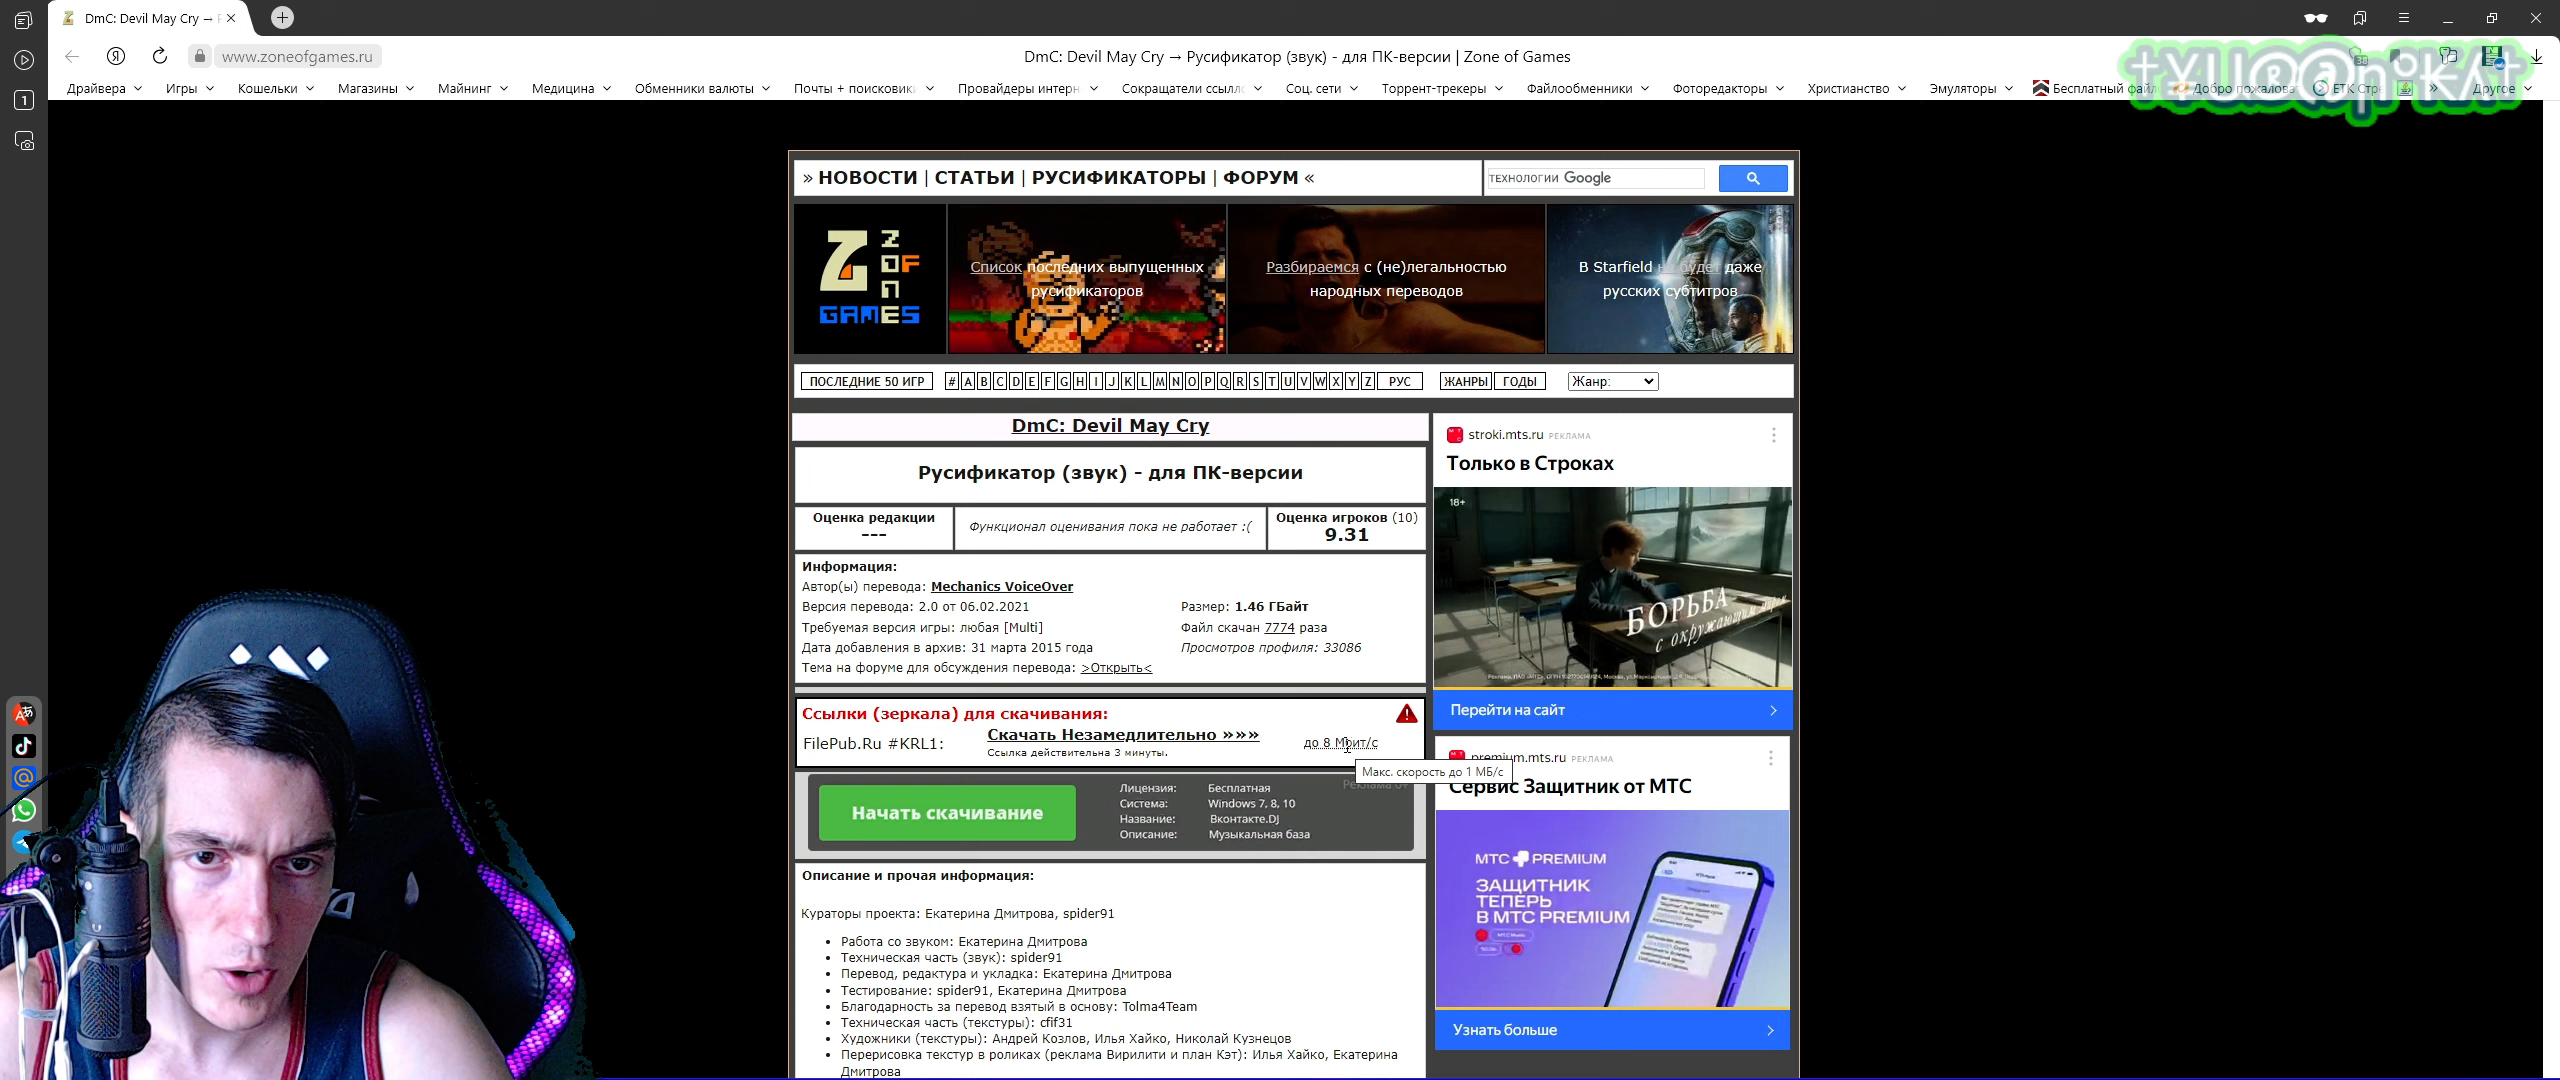 DmC: Devil May Cry →
www.zoneofgames.ru
DmC: Devil May Cry → Русификатор (звук) - для ПК-версии | Zone of Games
Драйвера
Игры
Кошельки
Магазины
Майнинг
Медицина
Обменники валюты
Почты + поисковик
Провайдеры интерн
Сокращатели ссыло
Соц. сети
Торрент-трекеры
Файлообменники
Фоторедакторы
Христианство
Эмуляторы
Бесплатный файл
Добро пожалова
ЕТК Стре
Другое
» НОВОСТИ | СТАТЬИ | РУСИФИКАТОРЫ | ФОРУМ «
ТЕХНОЛОГИИ Google
Z OF GAMES
Список последних выпущенных
русификаторов
Разбираемся с (не)легальностью
народных переводов
В Starfield не будет даже
русских субтитров
ПОСЛЕДНИЕ 50 ИГР # A B C D E F G H I J K L M N O P Q R S T U V W X Y Z РУС ЖАНРЫ ГОДЫ Жанр:
DmC: Devil May Cry
Русификатор (звук) - для ПК-версии
Оценка редакции
---
Функционал оценивания пока не работает :(
Оценка игроков (10)
9.31
Информация:
Автор(ы) перевода: Mechanics VoiceOver
Версия перевода: 2.0 от 06.02.2021
Размер: 1.46 ГБайт
Требуемая версия игры: любая [Multi]
Файл скачан 7774 раза
Дата добавления в архив: 31 марта 2015 года
Просмотров профиля: 33086
Тема на форуме для обсуждения перевода: >Открыть<
Ссылки (зеркала) для скачивания:
FilePub.Ru #KRL1:
Скачать Незамедлительно »»»
Ссылка действительна 3 минуты.
до 8 Мбит/с
Макс. скорость до 1 МБ/с
Начать скачивание
Лицензия: Бесплатная
Система: Windows 7, 8, 10
Название: Вконтакте.DJ
Описание: Музыкальная база
Описание и прочая информация:
Кураторы проекта: Екатерина Дмитрова, spider91
Работа со звуком: Екатерина Дмитрова
Техническая часть (звук): spider91
Перевод, редактура и укладка: Екатерина Дмитрова
Тестирование: spider91, Екатерина Дмитрова
Благодарность за перевод взятый в основу: Tolma4Team
Техническая часть (текстуры): cfif31
Художники (текстуры): Андрей Козлов, Илья Хайко, Николай Кузнецов
Перерисовка текстур в роликах (реклама Вирилити и план Кэт): Илья Хайко, Екатерина
Дмитрова
stroki.mts.ru РЕКЛАМА
Только в Строках
18+
БОРЬБА
с окружающим миром
Перейти на сайт
premium.mts.ru РЕКЛАМА
Сервис Защитник от МТС
МТС PREMIUM
ЗАЩИТНИК
ТЕПЕРЬ
В МТС PREMIUM
Узнать больше